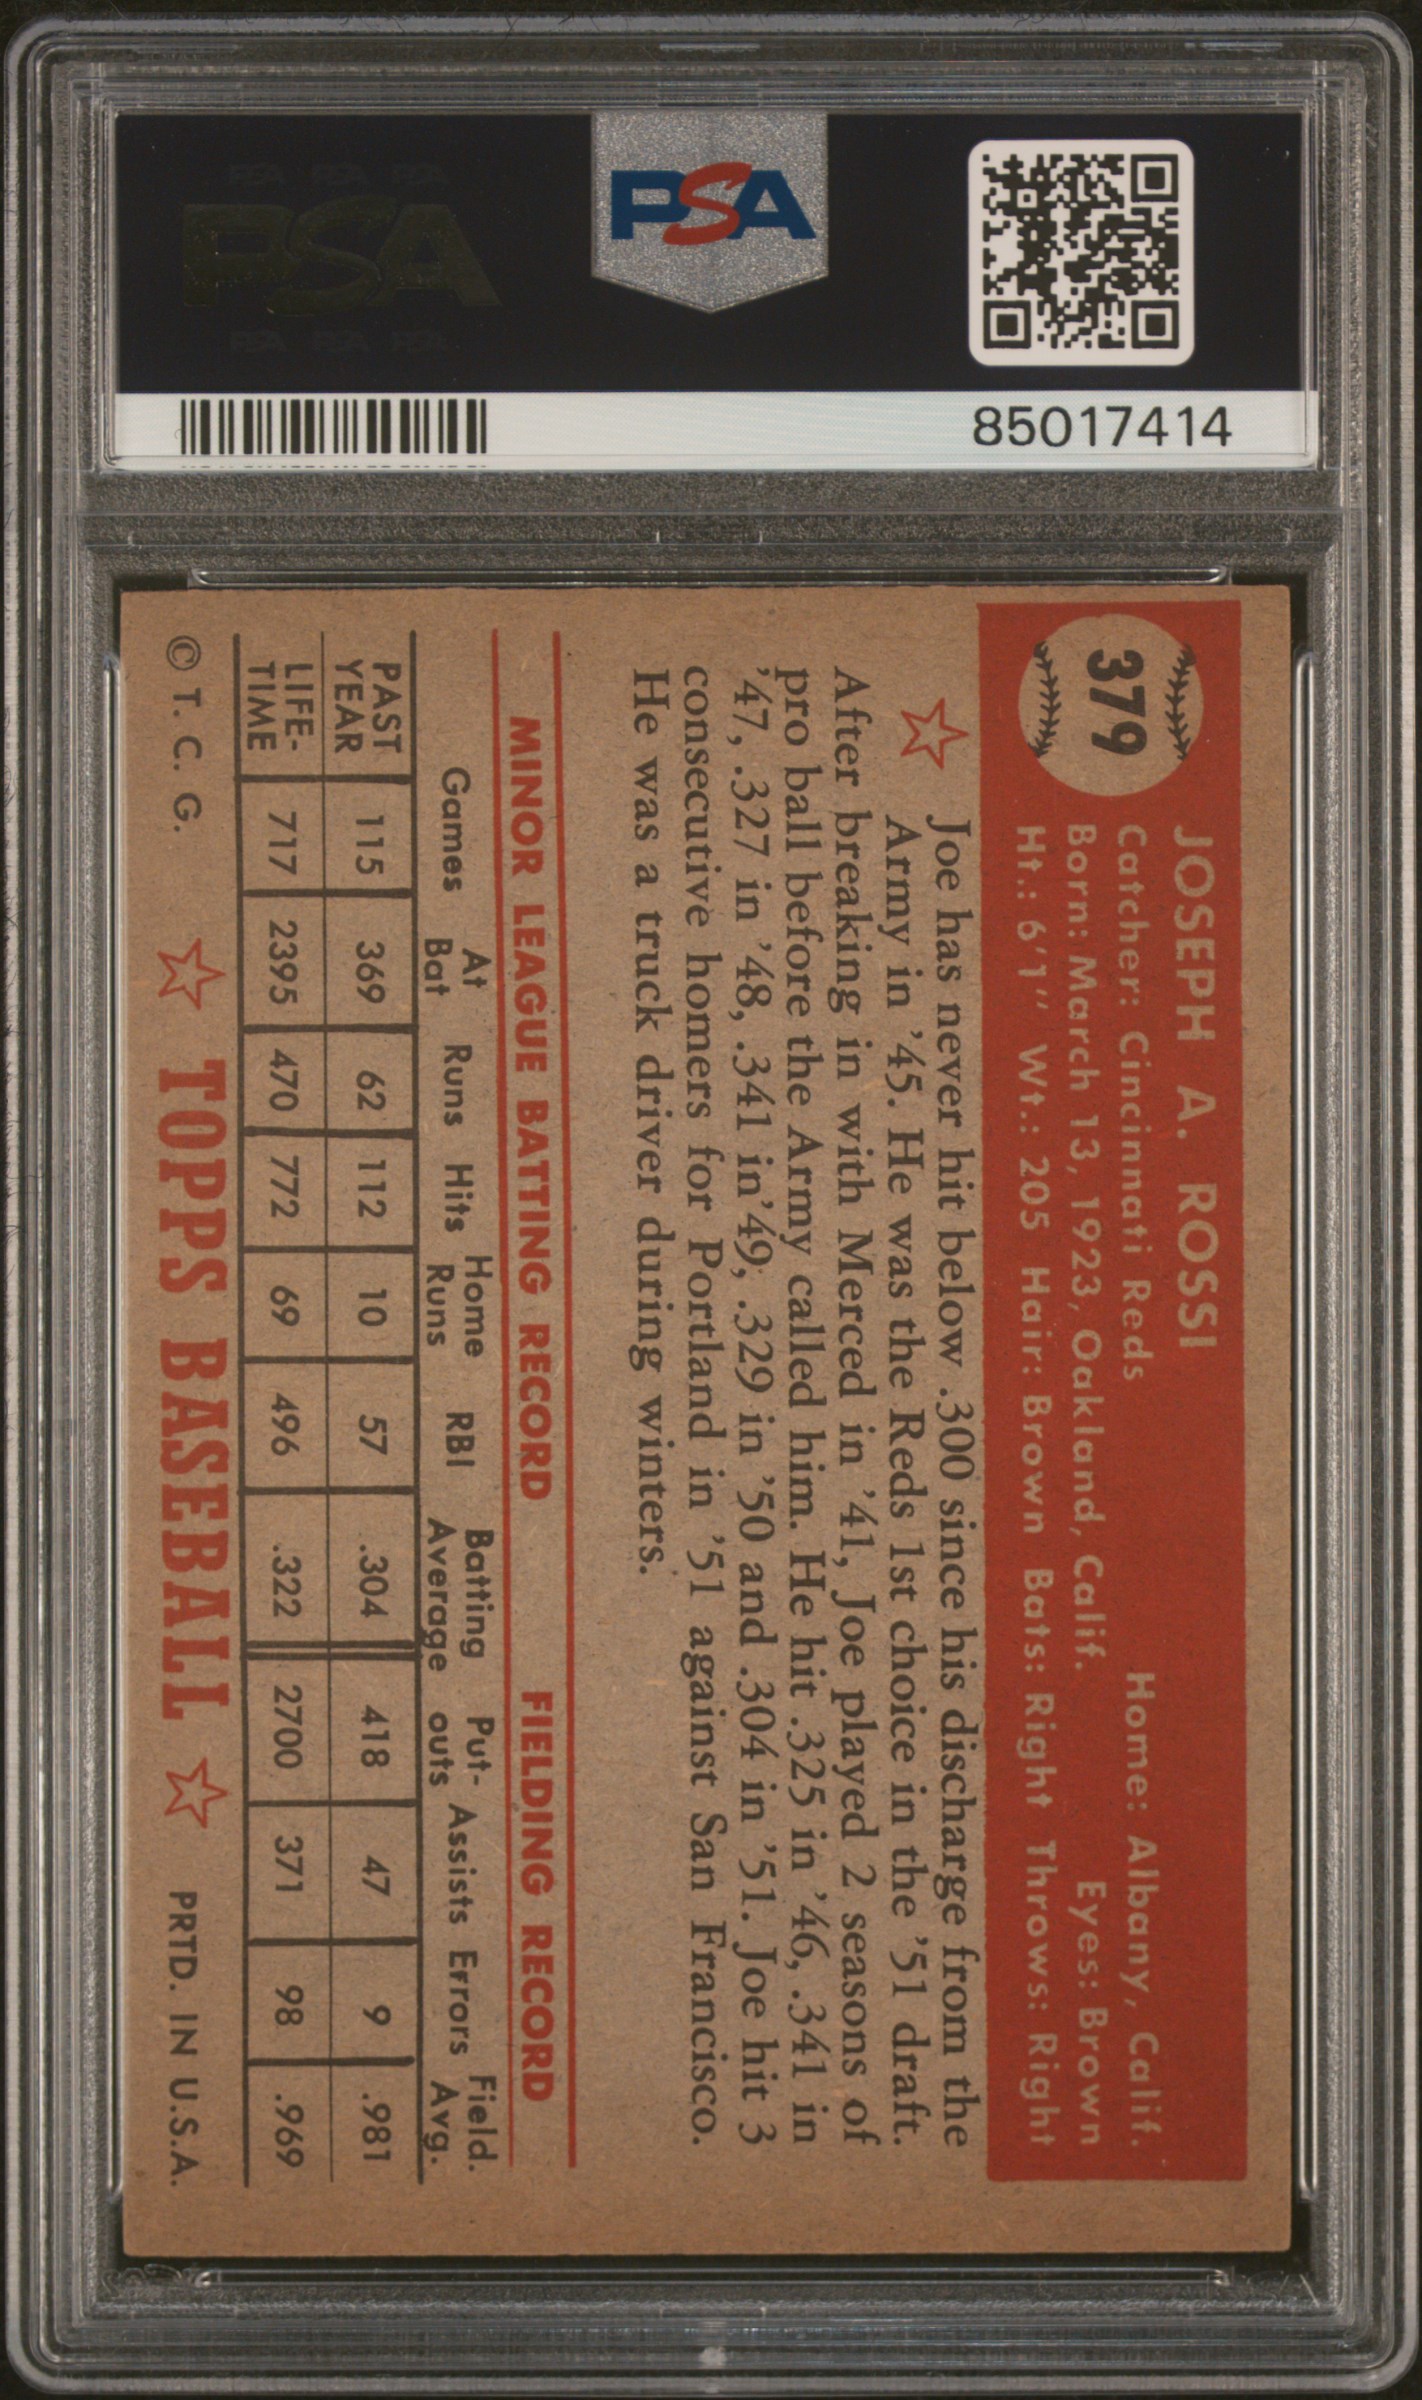 PSA PSA PSA
PSA
PSA PSA PSA
PSA
85017414
379
JOSEPH A. ROSSI
Catcher: Cincinnati Reds Home: Albany, Calif.
Born: March 13, 1923, Oakland, Calif. Eyes: Brown
Ht.: 6'1" Wt.: 205 Hair: Brown Bats: Right Throws: Right
Joe has never hit below .300 since his discharge from the
Army in '45. He was the Reds 1st choice in the '51 draft.
After breaking in with Merced in '41, Joe played 2 seasons of
pro ball before the Army called him. He hit .325 in '46, .341 in
'47, .327 in '48, .341 in '49, .329 in '50 and .304 in '51. Joe hit 3
consecutive homers for Portland in '51 against San Francisco.
He was a truck driver during winters.
MINOR LEAGUE BATTING RECORD FIELDING RECORD
Games At Bat Runs Hits Home Runs RBI Batting Average Put-outs Assists Errors Field. Avg.
PAST YEAR 115 369 62 112 10 57 .304 418 47 9 .981
LIFE-TIME 717 2395 470 772 69 496 .322 2700 371 98 .969
© T. C. G. TOPPS BASEBALL PRTD. IN U.S.A.